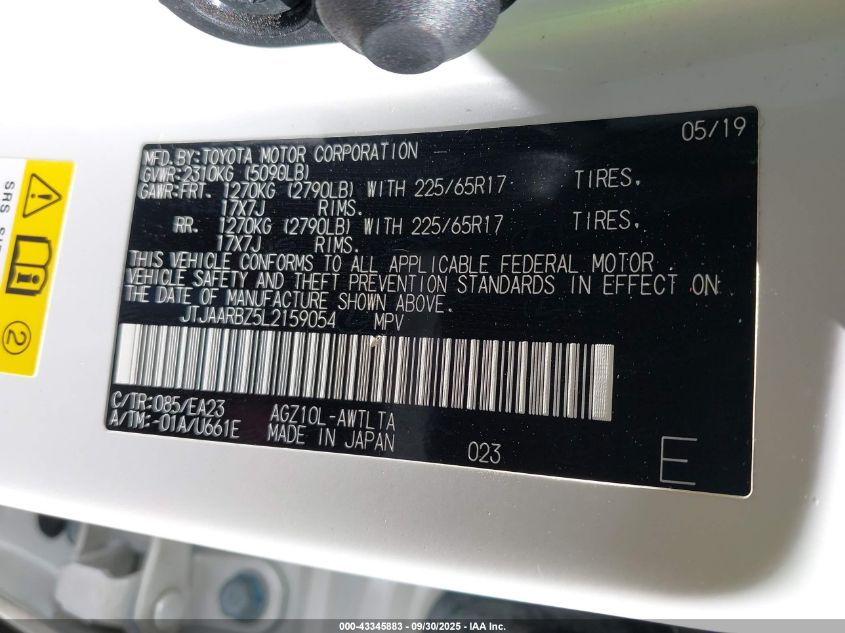 05/19
MFD. BY: TOYOTA MOTOR CORPORATION
GVWR: 2310KG (5090LB)
GAWR: FRT. 1270KG (2790LB) WITH 225/65R17 TIRES.
17X7J RIMS.
RR. 1270KG (2790LB) WITH 225/65R17 TIRES,
17X7J RIMS.
THIS VEHICLE CONFORMS TO ALL APPLICABLE FEDERAL MOTOR
VEHICLE SAFETY AND THEFT PREVENTION STANDARDS IN EFFECT ON
THE DATE OF MANUFACTURE SHOWN ABOVE.
JTJAARBZ5L2159054 MPV
C/TR: 085/EA23 AGZ10L-AWTLTA
A/TM: -01A/U661E MADE IN JAPAN
023
E
SRS
2
000-43345883 - 09/30/2025 - IAA Inc.